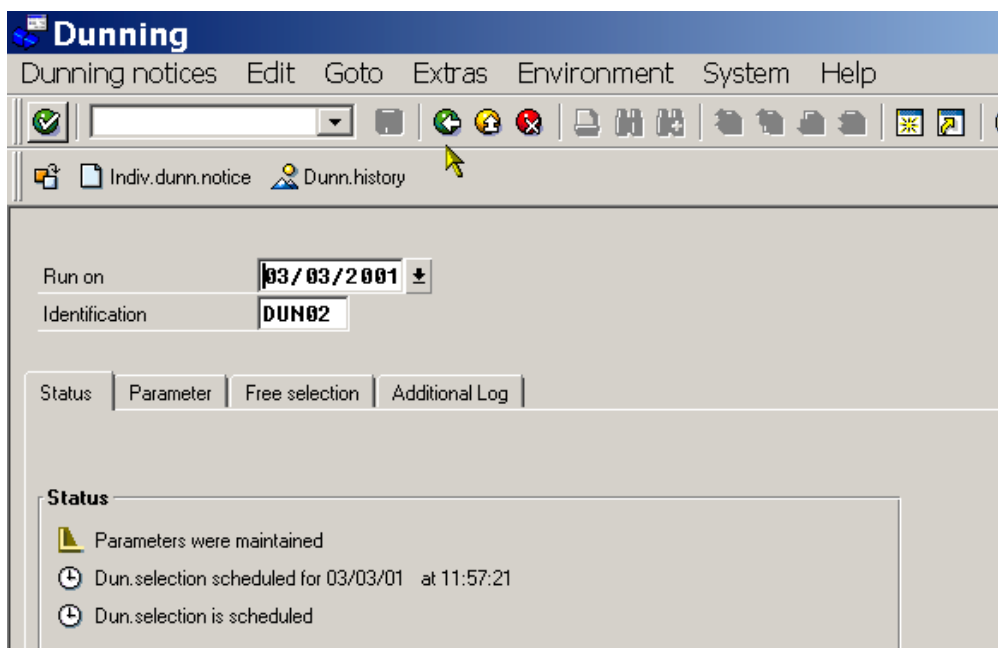 Dunning
Dunning notices Edit Goto Extras Environment System Help
Indiv.dunn.notice Dunn.history
Run on 03/03/2001
Identification DUN02
Status Parameter Free selection Additional Log
Status
Parameters were maintained
Dun.selection scheduled for 03/03/01 at 11:57:21
Dun.selection is scheduled